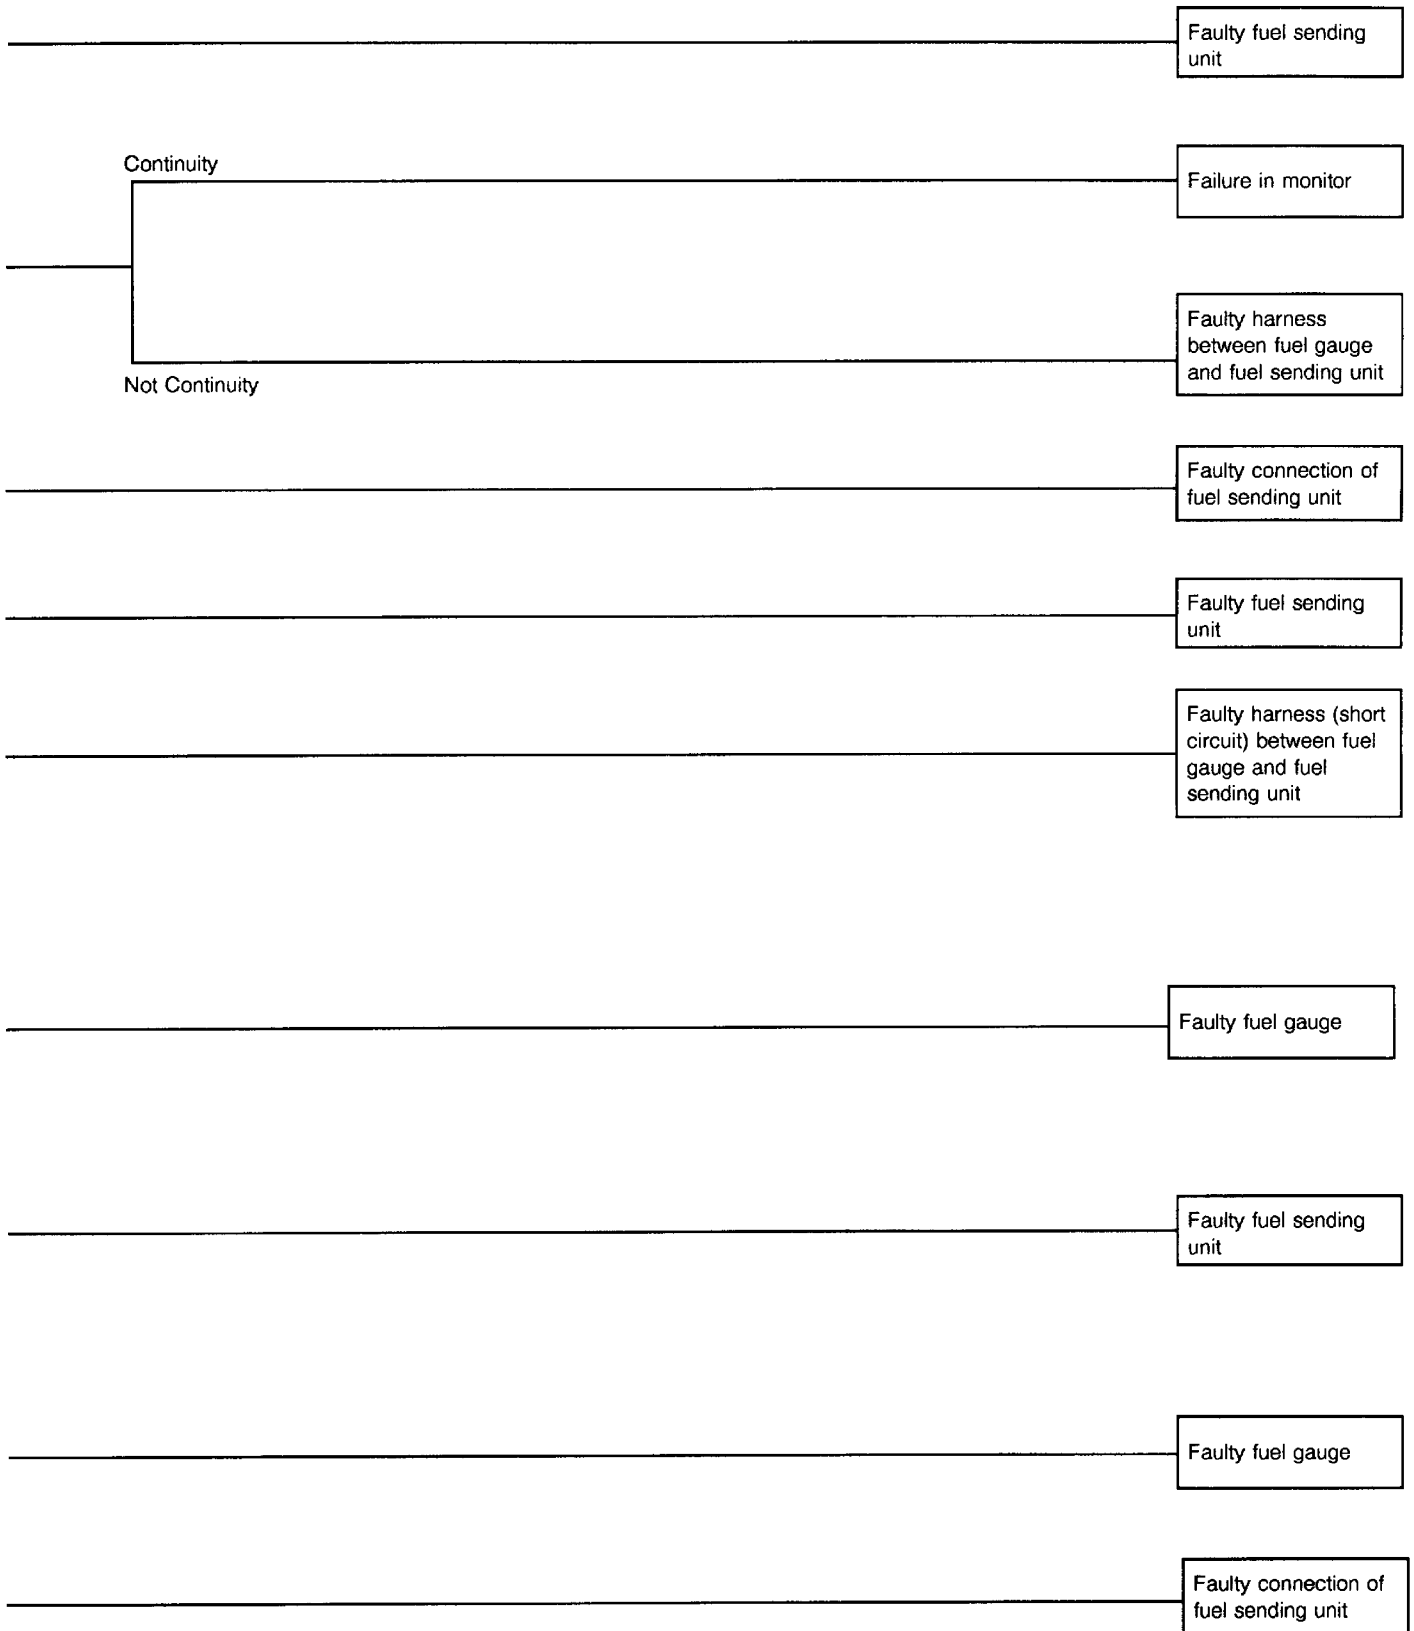 Faulty fuel sending
unit
Continuity
Failure in monitor
Faulty harness
between fuel gauge
and fuel sending unit
Not Continuity
Faulty connection of
fuel sending unit
Faulty fuel sending
unit
Faulty harness (short
circuit) between fuel
gauge and fuel
sending unit
Faulty fuel gauge
Faulty fuel sending
unit
Faulty fuel gauge
Faulty connection of
fuel sending unit